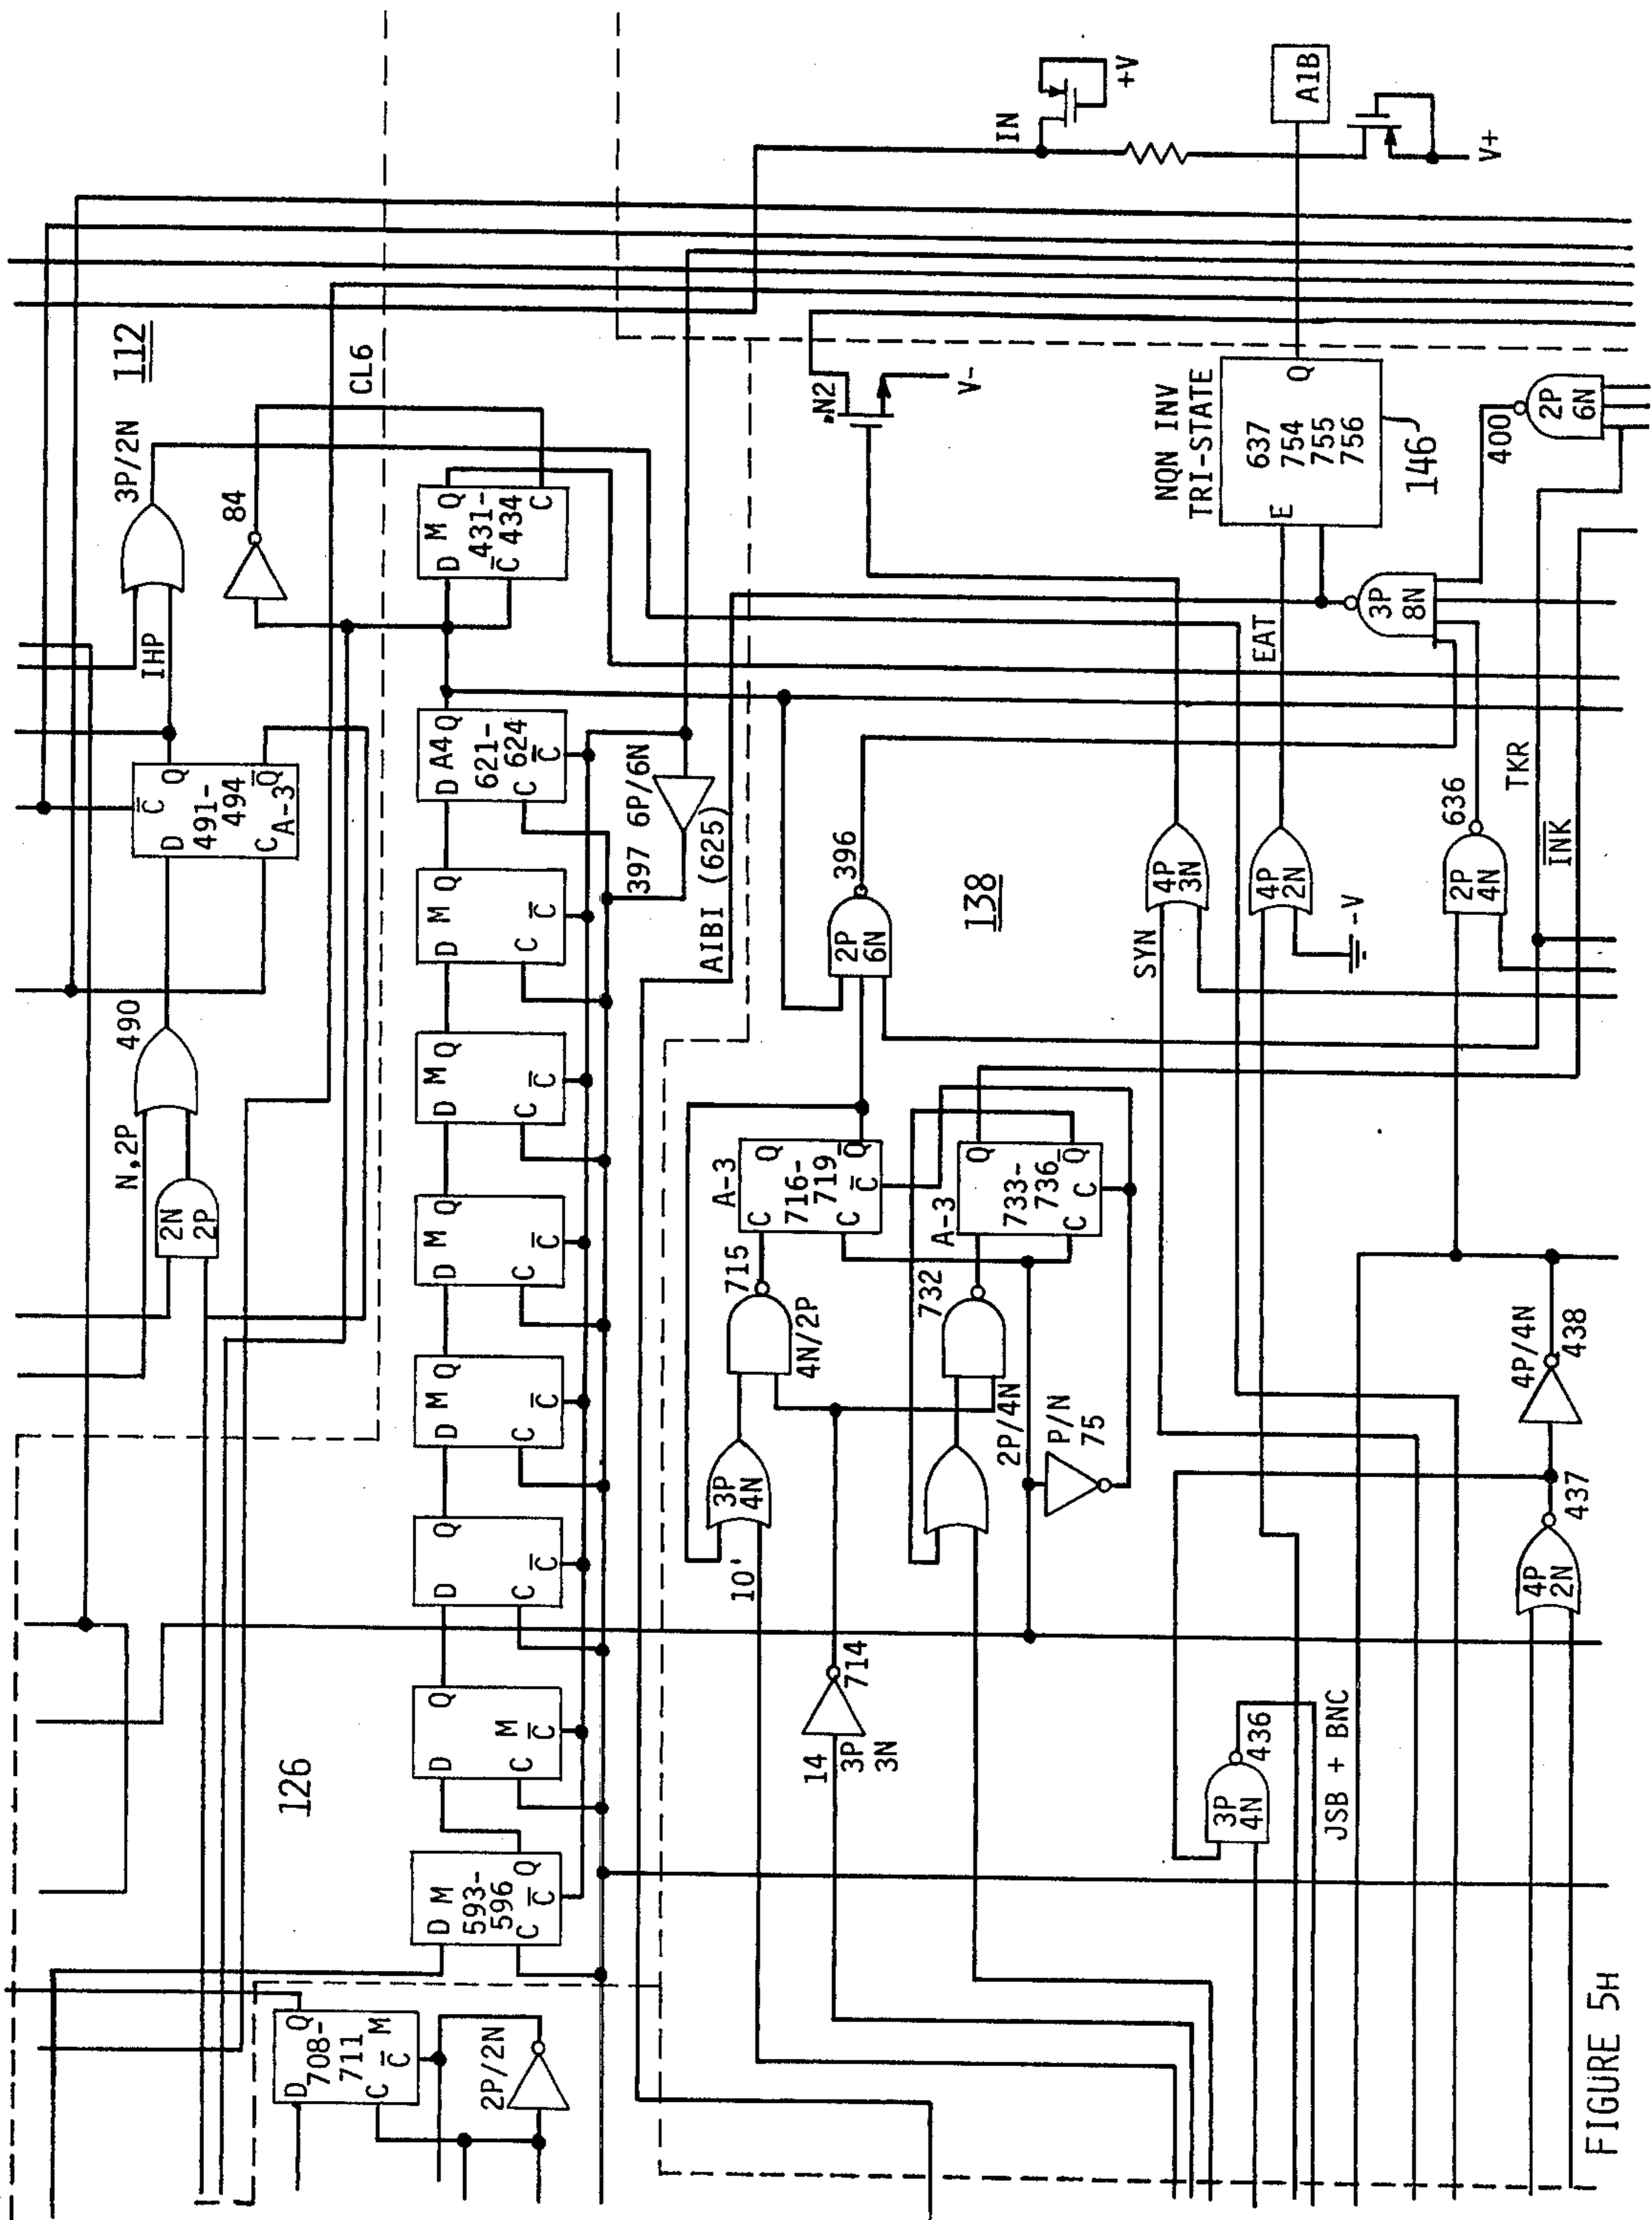 112
3P/2N
84
CL6
IHP
C
Q
D
491-
494
Q
C
A-3
490
N,2P
2N
2P
126
D M
Q
431-
434
C
C
D A4 Q
621-
624
C
C
D M Q
C
C
D M Q
C
C
D M Q
C
C
D M Q
C
C
D
Q
C
C
D
Q
C
M
C
D M
593-
596
Q
C
C
D
708-
711
Q
C
C
M
2P/2N
397 6P/6N
AIBI (625)
IN
+V
A1B
V+
N2
V-
NQN INV
TRI-STATE
637
754
755
756
E
Q
146
400
2P
6N
3P
8N
EAT
TKR
INK
636
2P
4N
4P
3N
SYN
4P
2N
-V
138
396
2P
6N
A-3
Q
C
716-
719
Q
C
C
A-3
Q
733-
736
Q
C
C
715
4N/2P
732
2P/4N
P/N
75
3P
4N
10'
714
14
3P
3N
4P/4N
438
437
4P
2N
436
3P
4N
JSB + BNC
FIGURE 5H